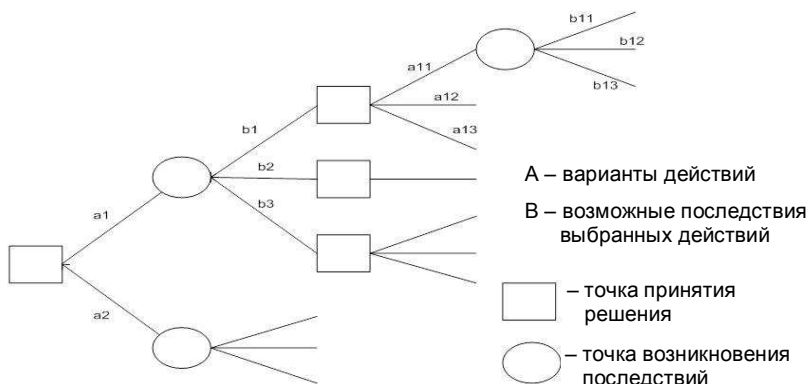 b11
b12
b13
a11
a12
a13
b1
b2
b3
a1
a2
А – варианты действий
В – возможные последствия
выбранных действий
– точка принятия
решения
– точка возникновения
последствий